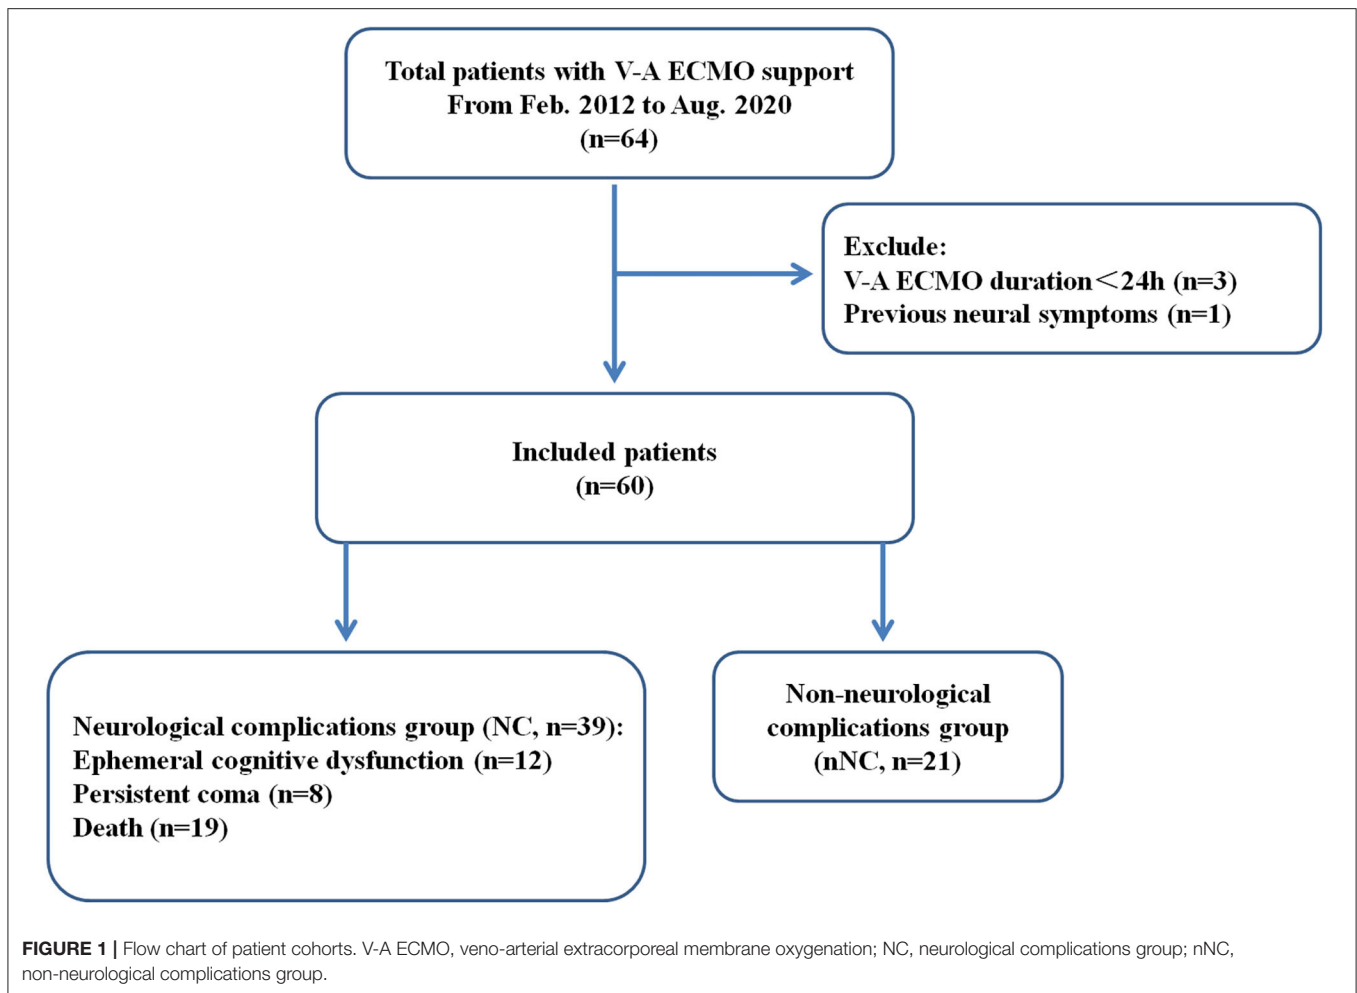 Total patients with V-A ECMO support
From Feb. 2012 to Aug. 2020
(n=64)
Exclude:
V-A ECMO duration<24h (n=3)
Previous neural symptoms (n=1)
Included patients
(n=60)
Neurological complications group (NC, n=39):
Ephemeral cognitive dysfunction (n=12)
Persistent coma (n=8)
Death (n=19)
Non-neurological
complications group
(nNC, n=21)
FIGURE 1 | Flow chart of patient cohorts. V-A ECMO, veno-arterial extracorporeal membrane oxygenation; NC, neurological complications group; nNC,
non-neurological complications group.